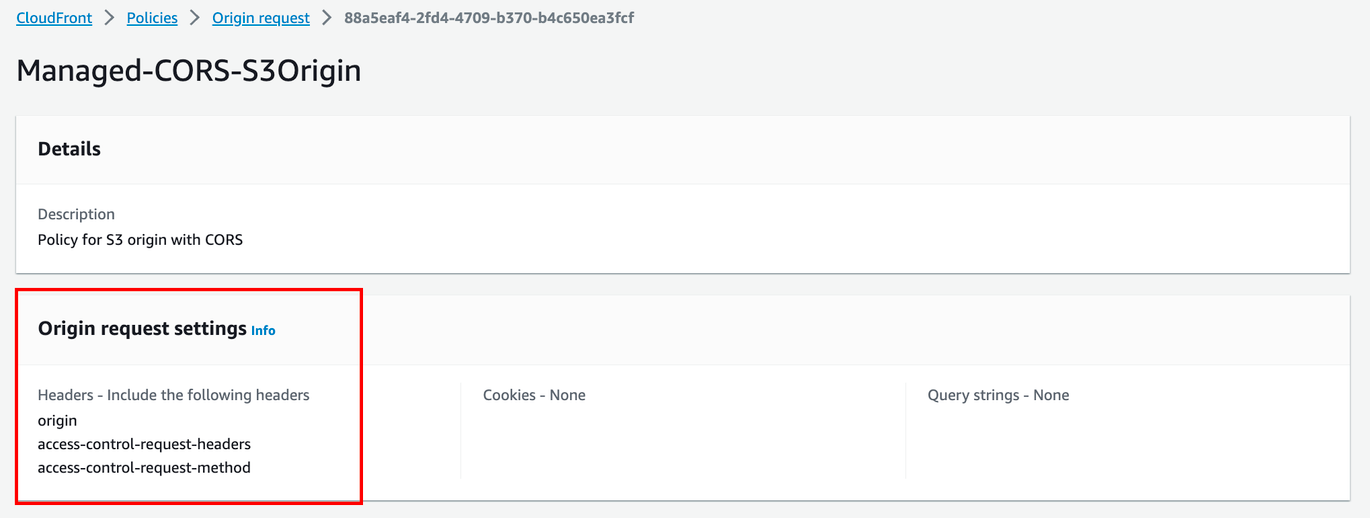 CloudFront > Policies > Origin request > 88a5eaf4-2fd4-4709-b370-b4c650ea3fcf
Managed-CORS-S3Origin
Details
Description
Policy for S3 origin with CORS
Origin request settings Info
Headers - Include the following headers
origin
access-control-request-headers
access-control-request-method
Cookies - None
Query strings - None